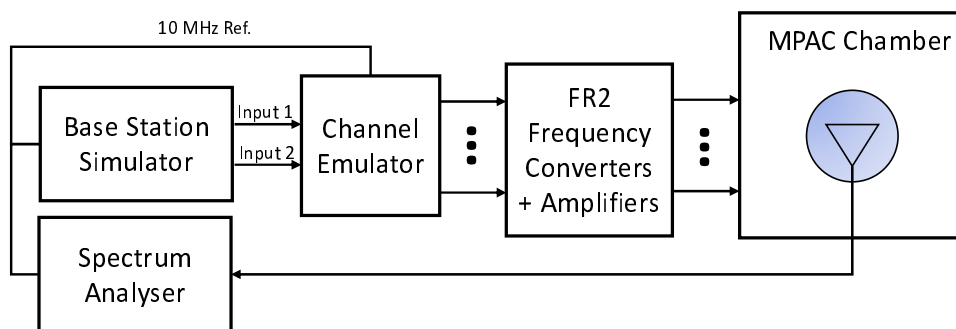 10 MHz Ref.
MPAC Chamber
Base Station
Simulator
Input 1
Input 2
Channel
Emulator
FR2
Frequency
Converters
+ Amplifiers
Spectrum
Analyser